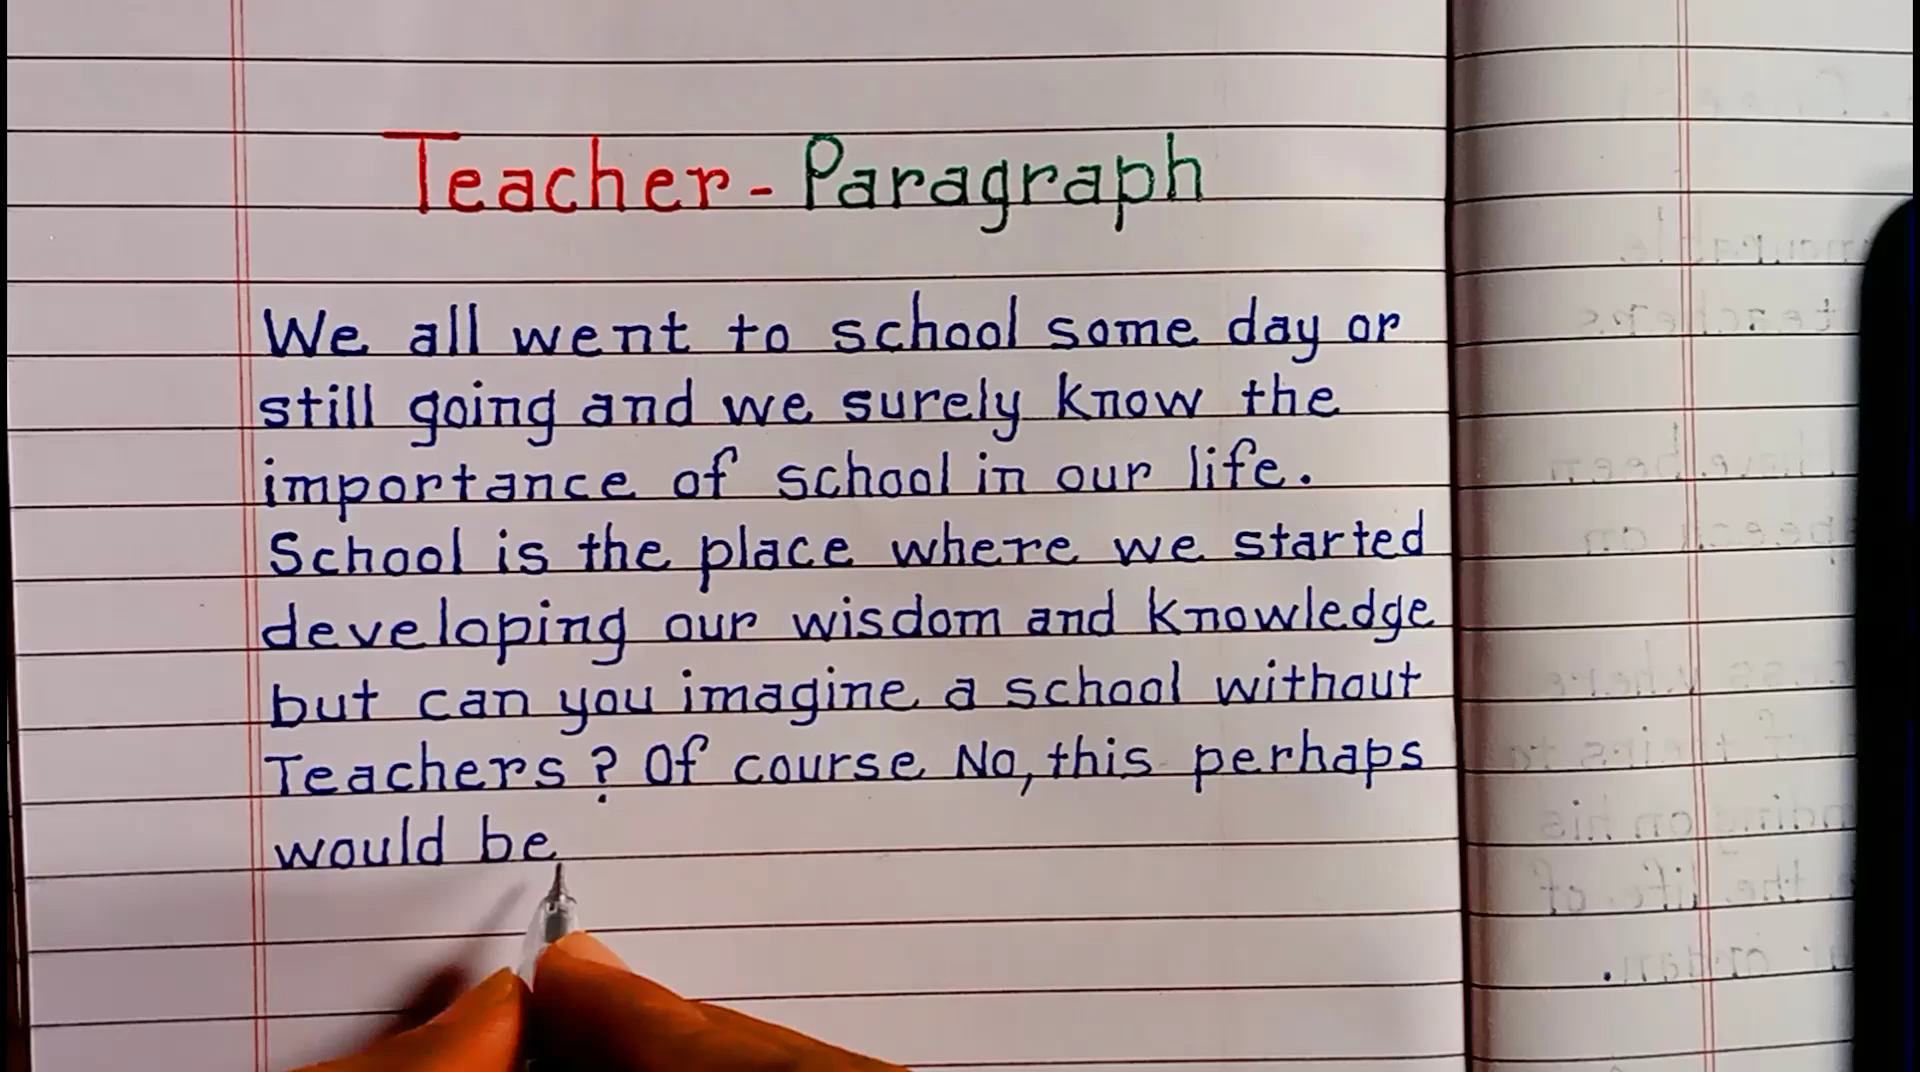 Teacher - Paragraph
We all went to school some day or
still going and we surely know the
importance of school in our life.
School is the place where we started
developing our wisdom and knowledge
but can you imagine a school without
Teachers? Of course No, this perhaps
would be